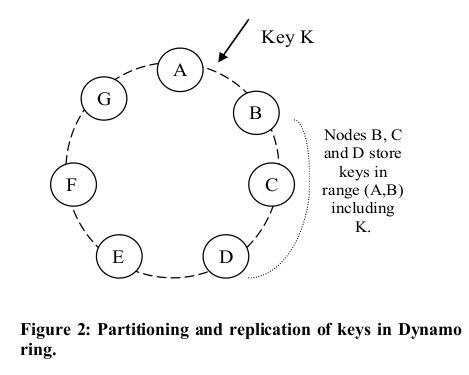 Key K
A
G
B
Nodes B, C
and D store
keys in
range (A,B)
including
K.
F
C
E
D
Figure 2: Partitioning and replication of keys in Dynamo
ring.